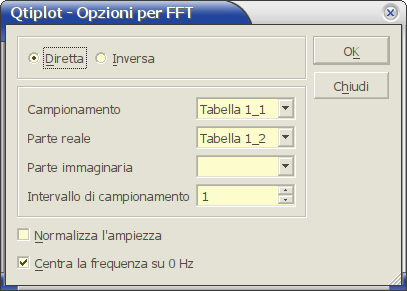 Qtiplot - Opzioni per FFT
Diretta
Inversa
OK
Chiudi
Campionamento
Tabella 1_1
Parte reale
Tabella 1_2
Parte immaginaria
Intervallo di campionamento
1
Normalizza l'ampiezza
Centra la frequenza su 0 Hz